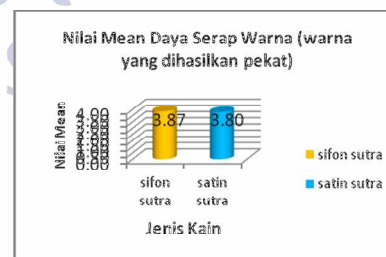 Nilai Mean Daya Serap Warna (warna
yang dihasilkan pekat)
Nilai Mean
4.00
0.00
3.87
3.80
sifon
sutra
satin
sutra
sifon sutra
satin sutra
Jenis Kain